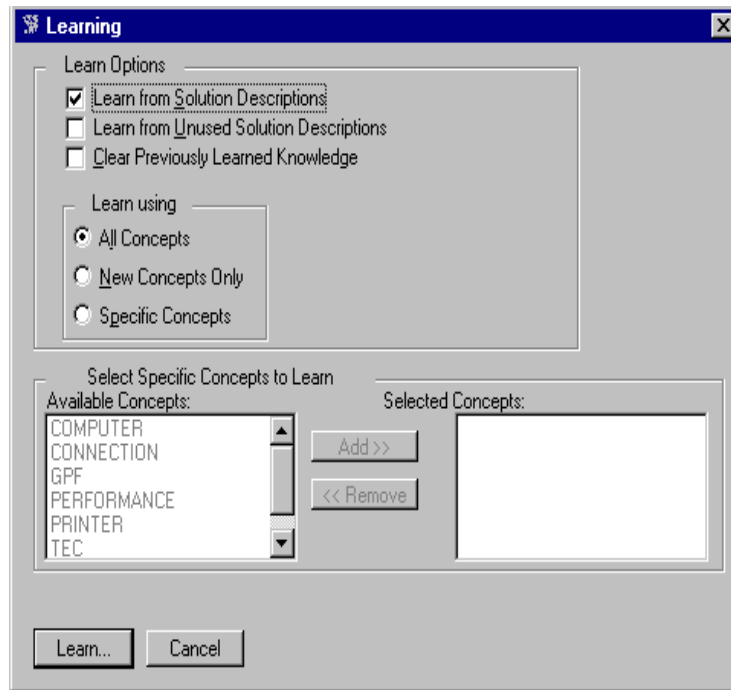 Learning
Learn Options
Learn from Solution Descriptions
Learn from Unused Solution Descriptions
Clear Previously Learned Knowledge
Learn using
All Concepts
New Concepts Only
Specific Concepts
Select Specific Concepts to Learn
Available Concepts:
Selected Concepts:
COMPUTER
CONNECTION
GPF
PERFORMANCE
PRINTER
TEC
Add >>
<< Remove
Learn...
Cancel